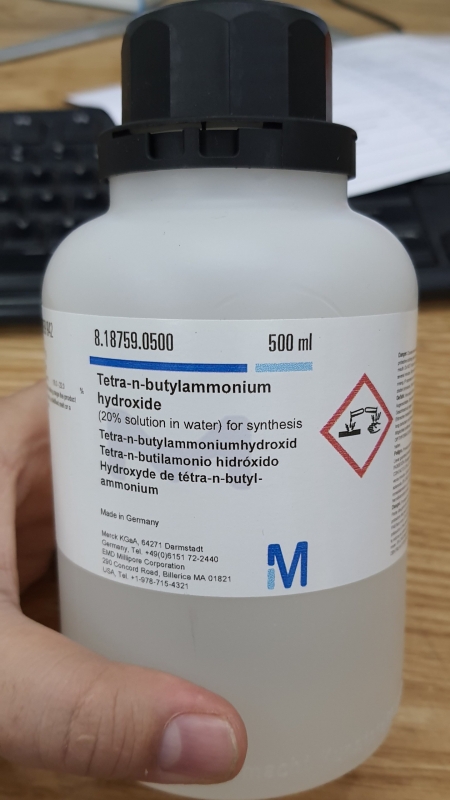 8.18759.0500
500 ml
Tetra-n-butylammonium
hydroxide
(20% solution in water) for synthesis
Tetra-n-butylammoniumhydroxid
Tetra-n-butilamonio hidróxido
Hydroxyde de tétra-n-butyl-
ammonium
Made in Germany
Merck KGaA, 64271 Darmstadt
Germany, Tel. +49(0)6151 72-2440
EMD Millipore Corporation
290 Concord Road, Billerica MA 01821
USA, Tel. +1-978-715-4321
M